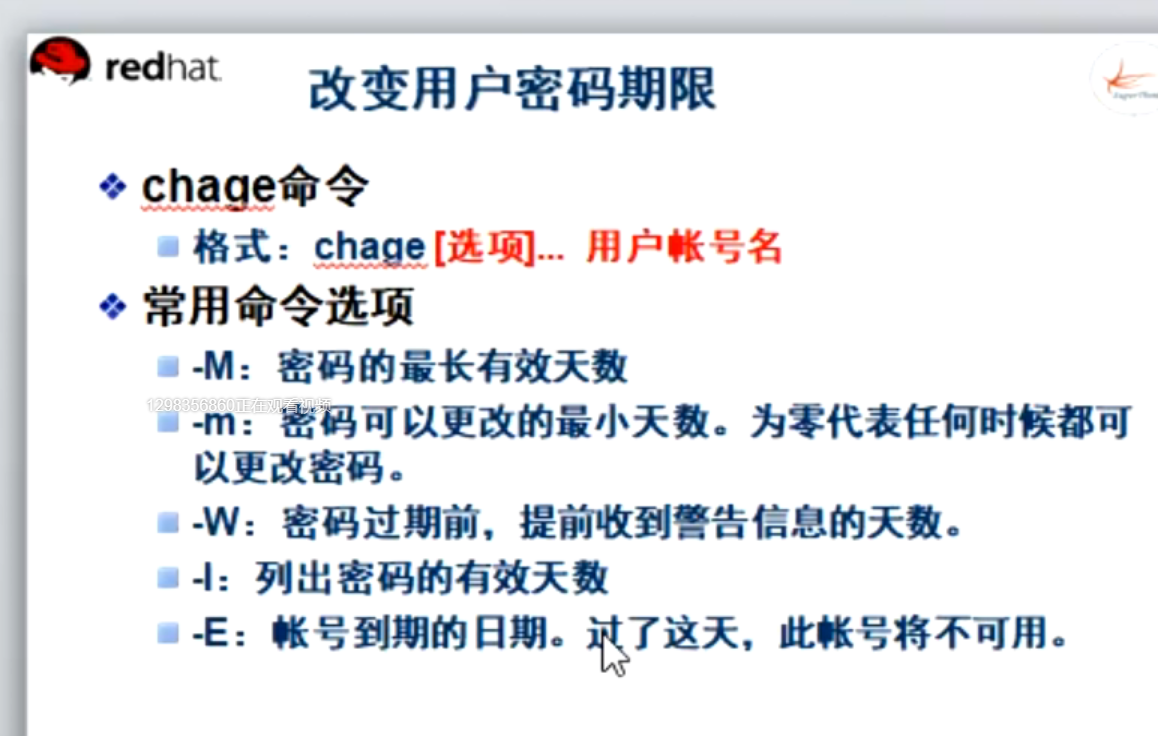 redhat.
改变用户密码期限
chage命令
格式：chage [选项]... 用户帐号名
常用命令选项
-M：密码的最长有效天数
1298356860正在观看视频
-m：密码可以更改的最小天数。为零代表任何时候都可
以更改密码。
-W：密码过期前，提前收到警告信息的天数。
-l：列出密码的有效天数
-E：帐号到期的日期。过了这天，此帐号将不可用。